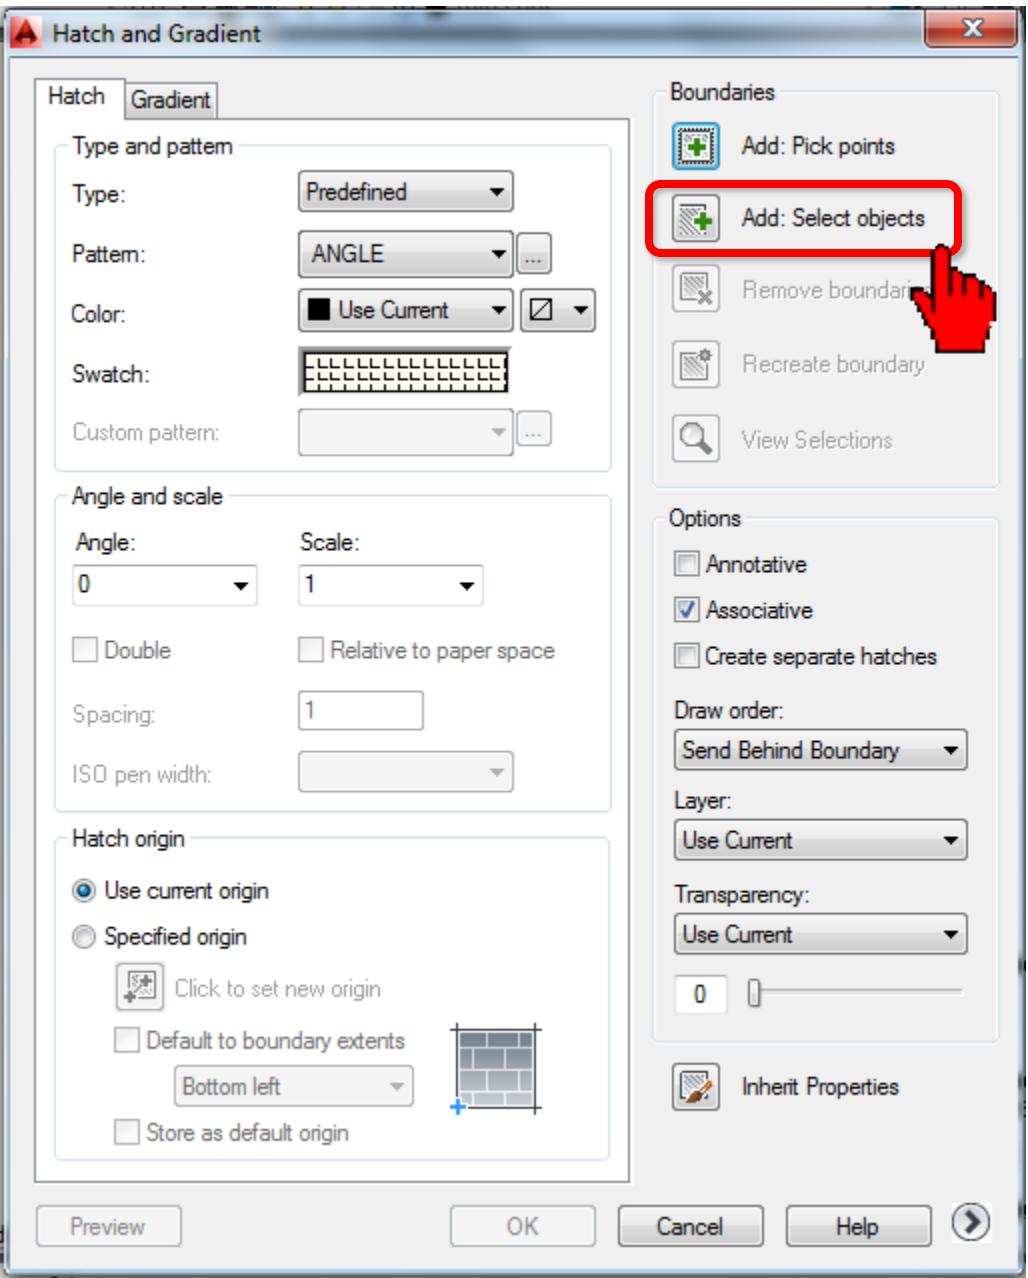 Hatch and Gradient
Hatch
Gradient
Type and pattern
Type:
Predefined
Pattern:
ANGLE
...
Color:
Use Current
Swatch:
Custom pattern:
...
Angle and scale
Angle:
Scale:
0
1
Double
Relative to paper space
Spacing:
1
ISO pen width:
Hatch origin
Use current origin
Specified origin
Click to set new origin
Default to boundary extents
Bottom left
Store as default origin
Boundaries
Add: Pick points
Add: Select objects
Remove
Recreate boundary
View Selections
Options
Annotative
Associative
Create separate hatches
Draw order:
Send Behind Boundary
Layer:
Use Current
Transparency:
Use Current
0
Inherit Properties
Preview
OK
Cancel
Help